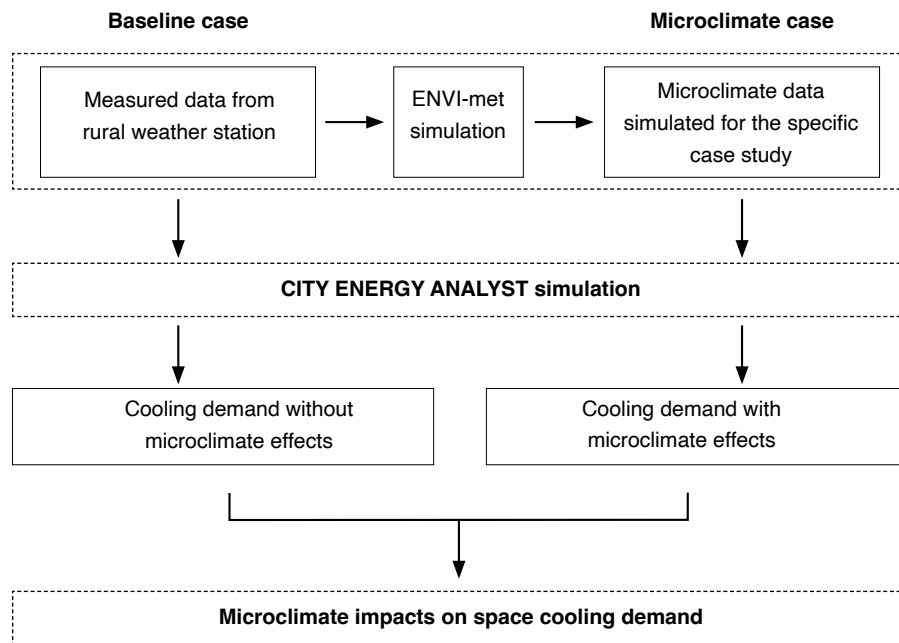 Baseline case
Microclimate case
Measured data from
rural weather station
ENVI-met
simulation
Microclimate data
simulated for the specific
case study
CITY ENERGY ANALYST simulation
Cooling demand without
microclimate effects
Cooling demand with
microclimate effects
Microclimate impacts on space cooling demand